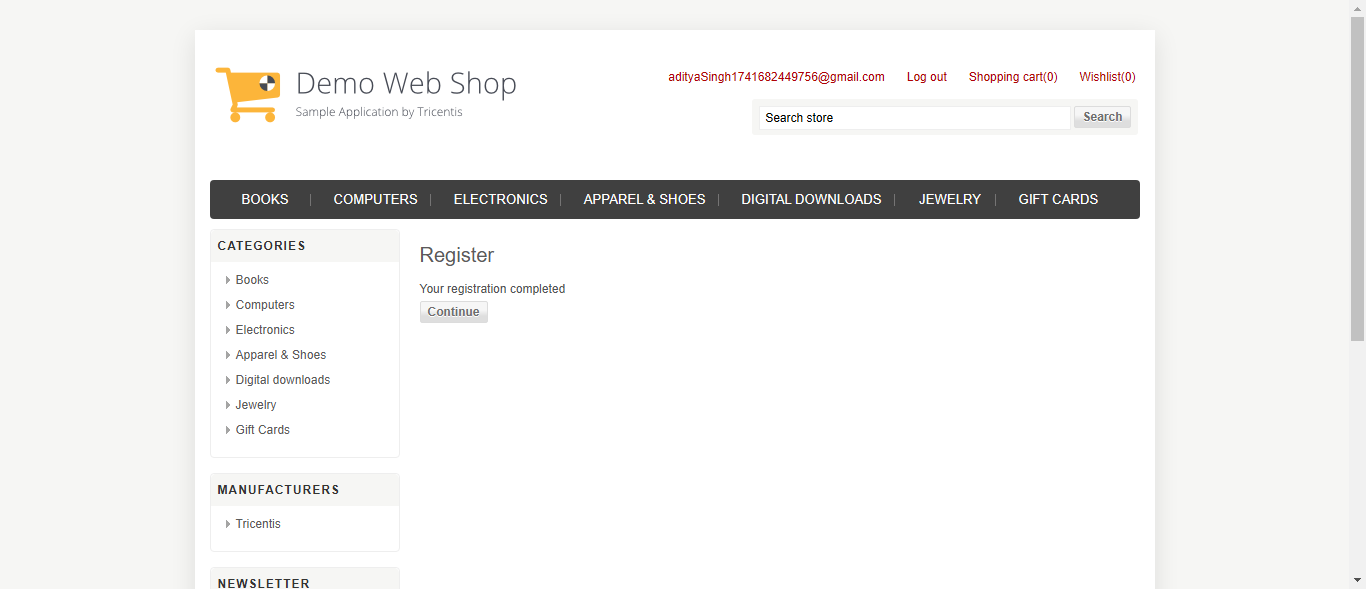 Demo Web Shop
Sample Application by Tricentis
adityaSingh1741682449756@gmail.com Log out Shopping cart(0) Wishlist(0)
Search store Search
BOOKS COMPUTERS ELECTRONICS APPAREL & SHOES DIGITAL DOWNLOADS JEWELRY GIFT CARDS
CATEGORIES
Books
Computers
Electronics
Apparel & Shoes
Digital downloads
Jewelry
Gift Cards
MANUFACTURERS
Tricentis
NEWSLETTER
Register
Your registration completed
Continue